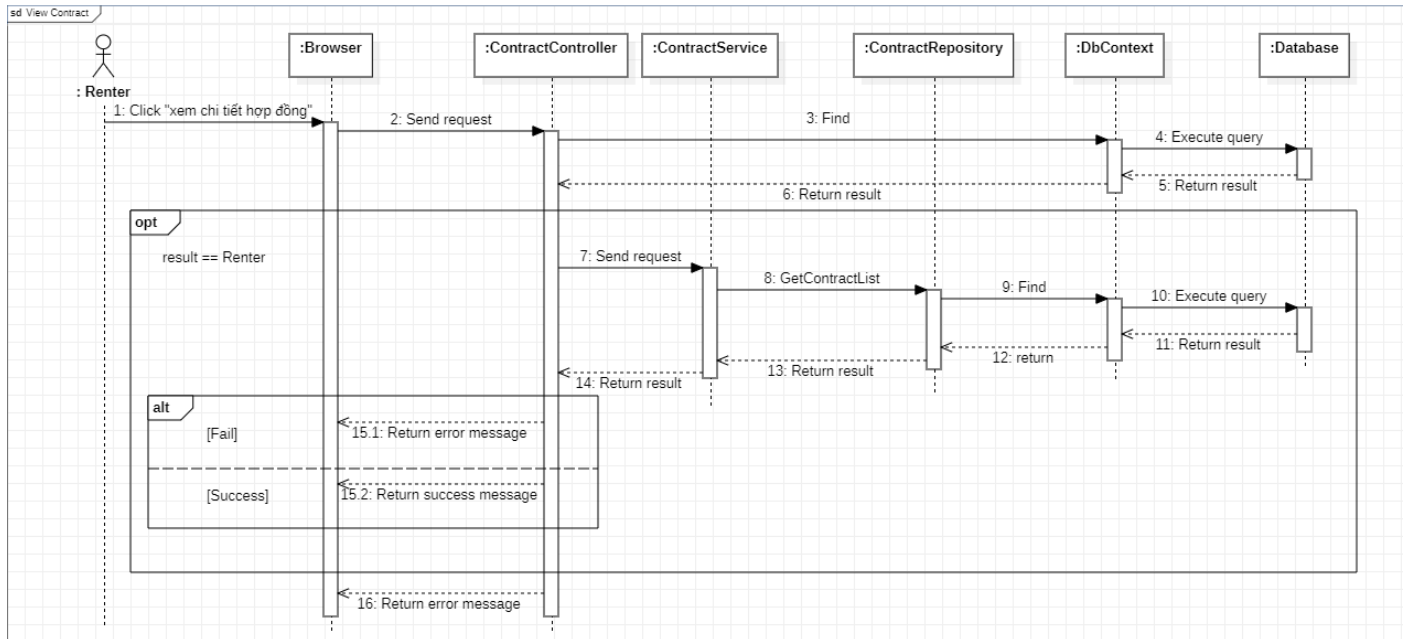 sd View Contract
:Browser
:ContractController
:ContractService
:ContractRepository
:DbContext
:Database
: Renter
1: Click "xem chi tiết hợp đồng"
2: Send request
3: Find
4: Execute query
5: Return result
6: Return result
opt
result == Renter
7: Send request
8: GetContractList
9: Find
10: Execute query
11: Return result
12: return
13: Return result
14: Return result
alt
[Fail]
15.1: Return error message
[Success]
15.2: Return success message
16: Return error message